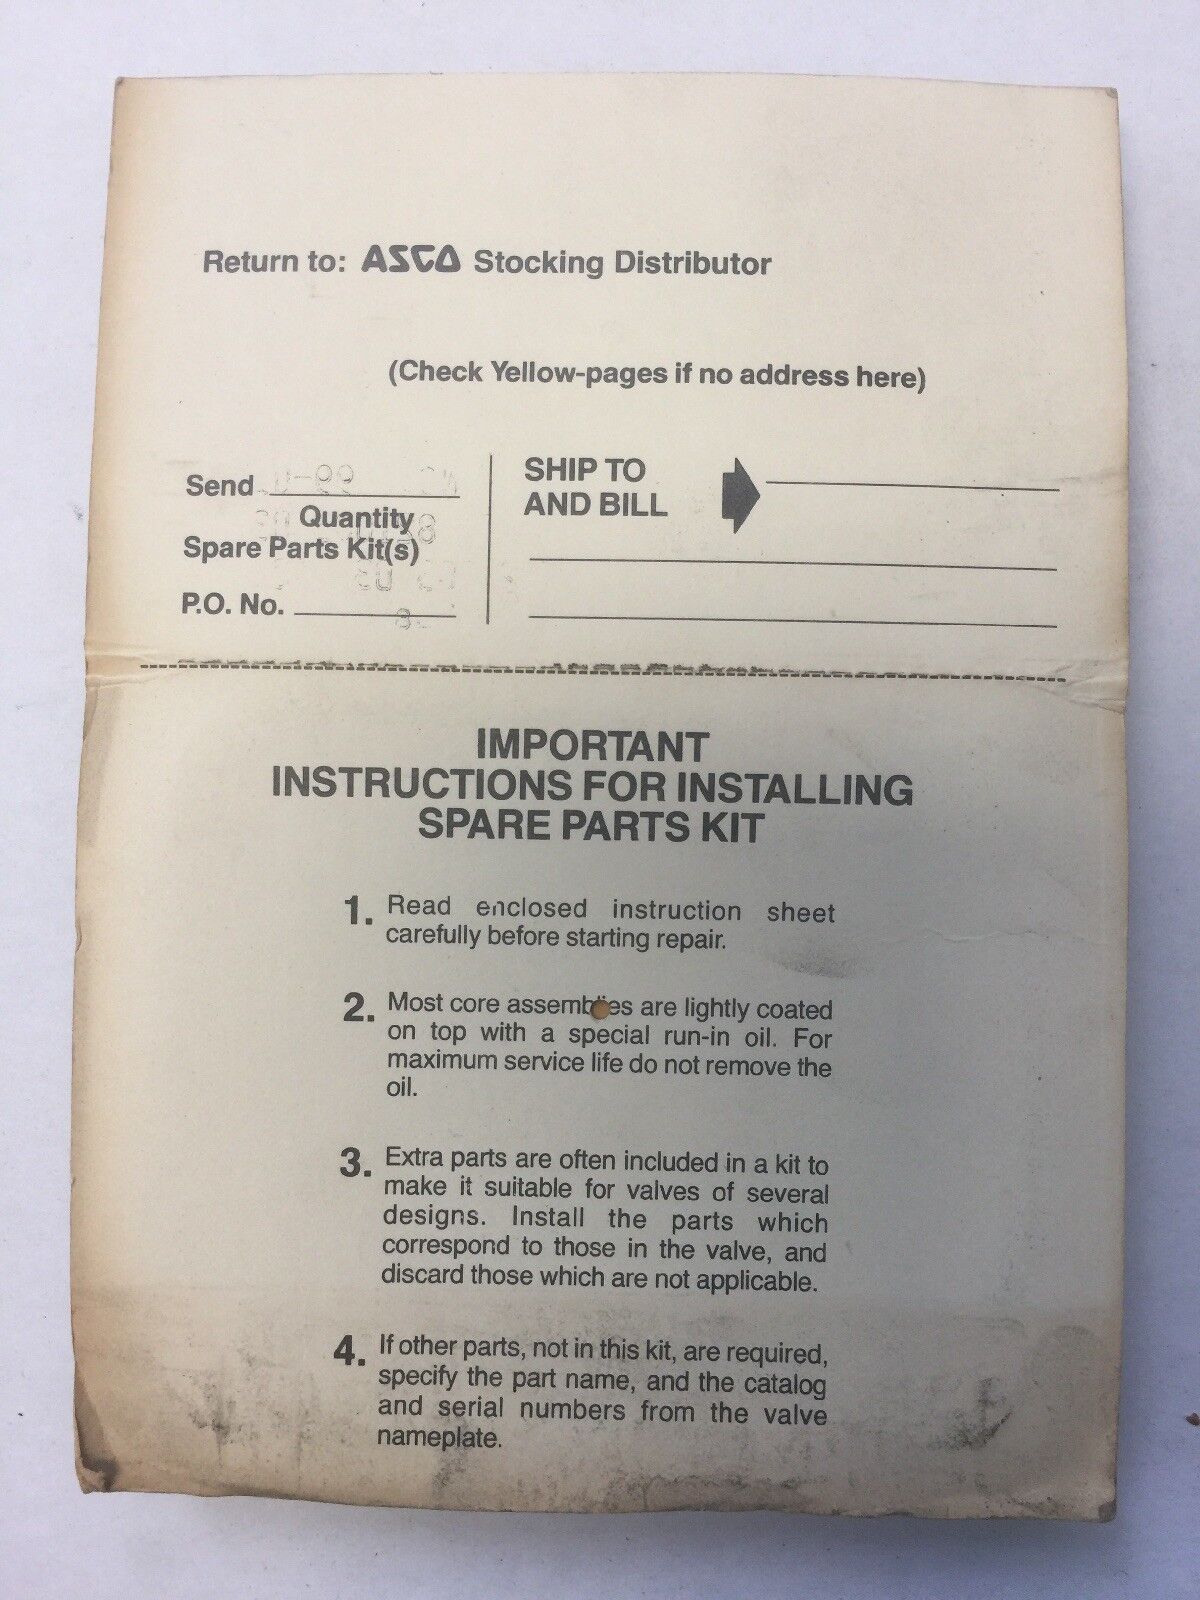 Return to: ASCO Stocking Distributor
(Check Yellow-pages if no address here)
Send
Quantity
Spare Parts Kit(s)
P.O. No.
SHIP TO
AND BILL
IMPORTANT
INSTRUCTIONS FOR INSTALLING
SPARE PARTS KIT
1. Read enclosed instruction sheet
carefully before starting repair.
2. Most core assemblies are lightly coated
on top with a special run-in oil. For
maximum service life do not remove the
oil.
3. Extra parts are often included in a kit to
make it suitable for valves of several
designs. Install the parts which
correspond to those in the valve, and
discard those which are not applicable.
4. If other parts, not in this kit, are required,
specify the part name, and the catalog
and serial numbers from the valve
nameplate.